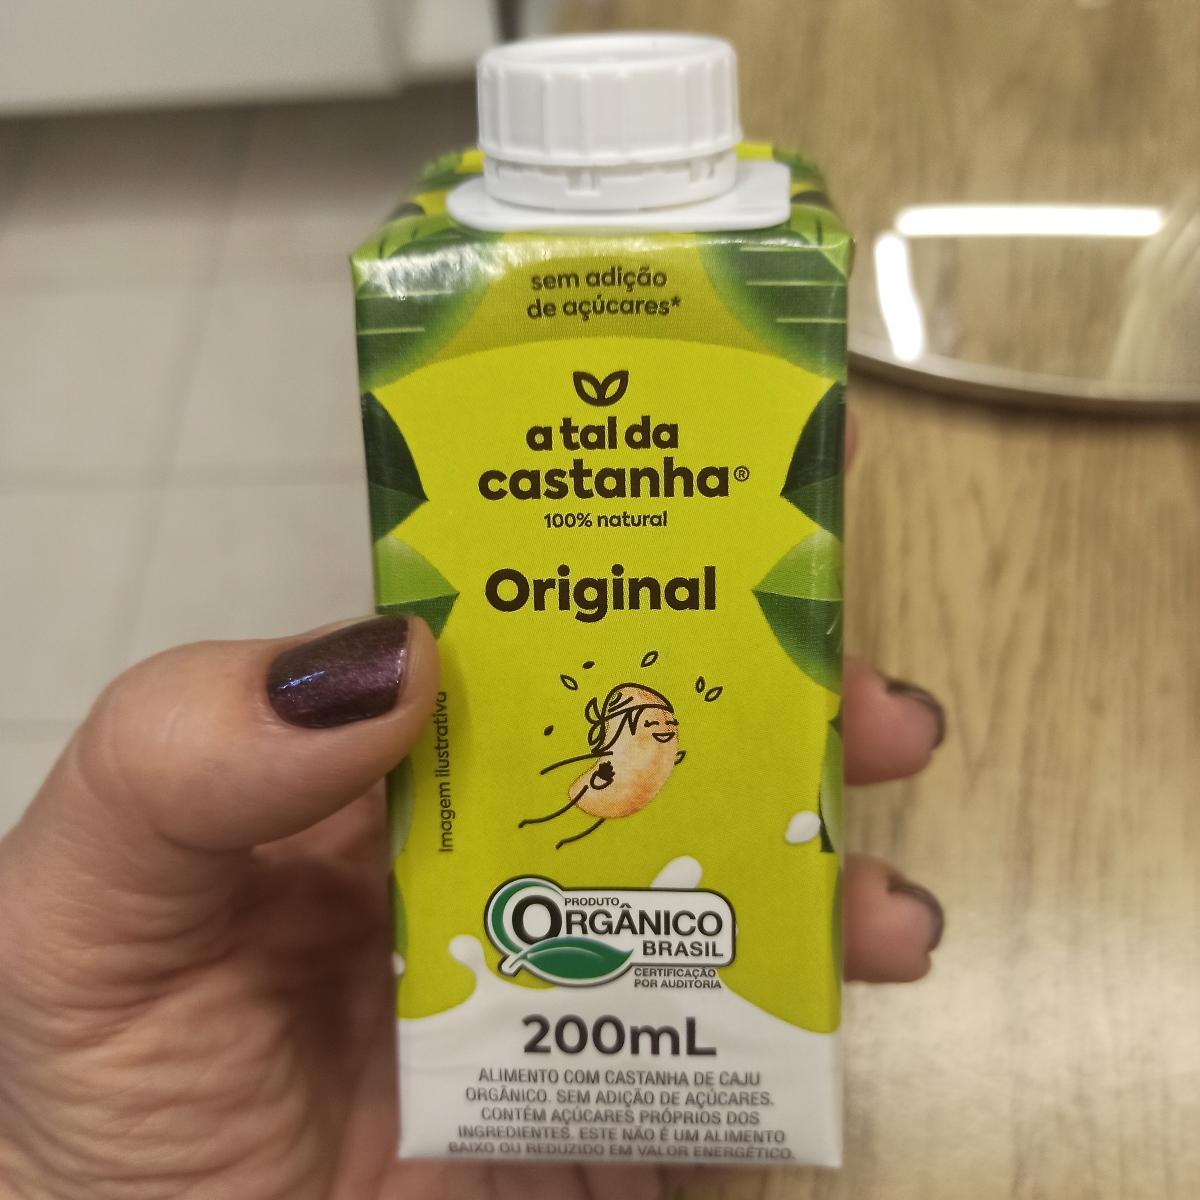 sem adição
de açúcares*
a tal da
castanha®
100% natural
Original
Imagem ilustrativa
PRODUTO
ORGÂNICO
BRASIL
CERTIFICAÇÃO
POR AUDITORIA
200mL
ALIMENTO COM CASTANHA DE CAJU
ORGÂNICO. SEM ADIÇÃO DE AÇÚCARES.
CONTÉM AÇÚCARES PRÓPRIOS DOS
INGREDIENTES. ESTE NÃO É UM ALIMENTO
BAIXO OU REDUZIDO EM VALOR ENERGÉTICO.